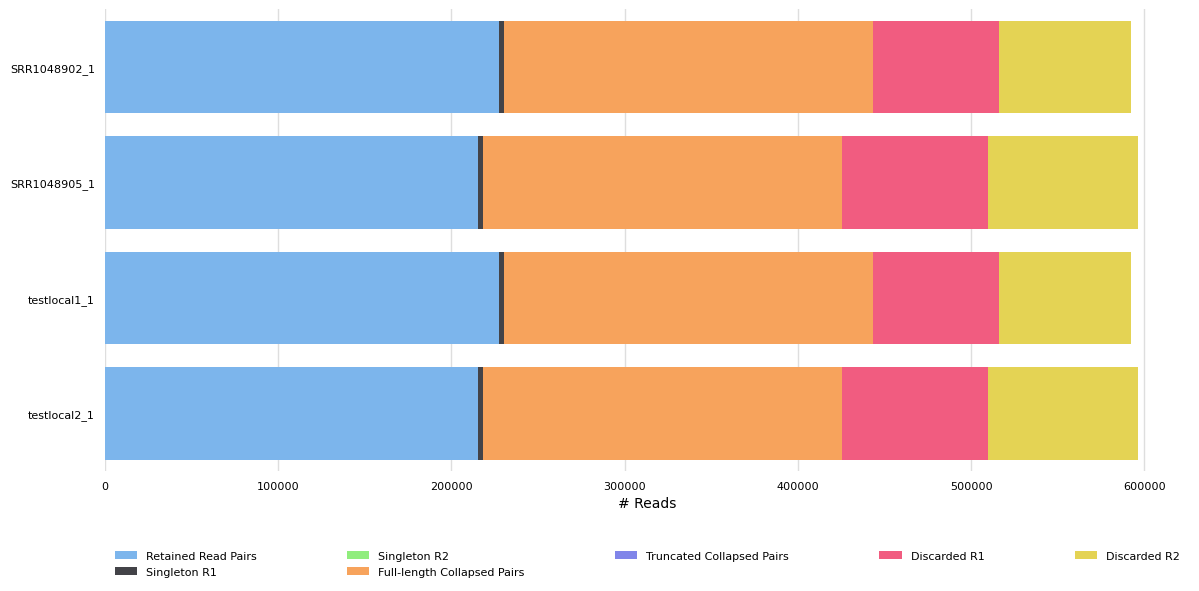 SRR1048902_1
SRR1048905_1
testlocal1_1
testlocal2_1
0 100000 200000 300000 400000 500000 600000
# Reads
Retained Read Pairs Singleton R2 Truncated Collapsed Pairs Discarded R1 Discarded R2
Singleton R1 Full-length Collapsed Pairs